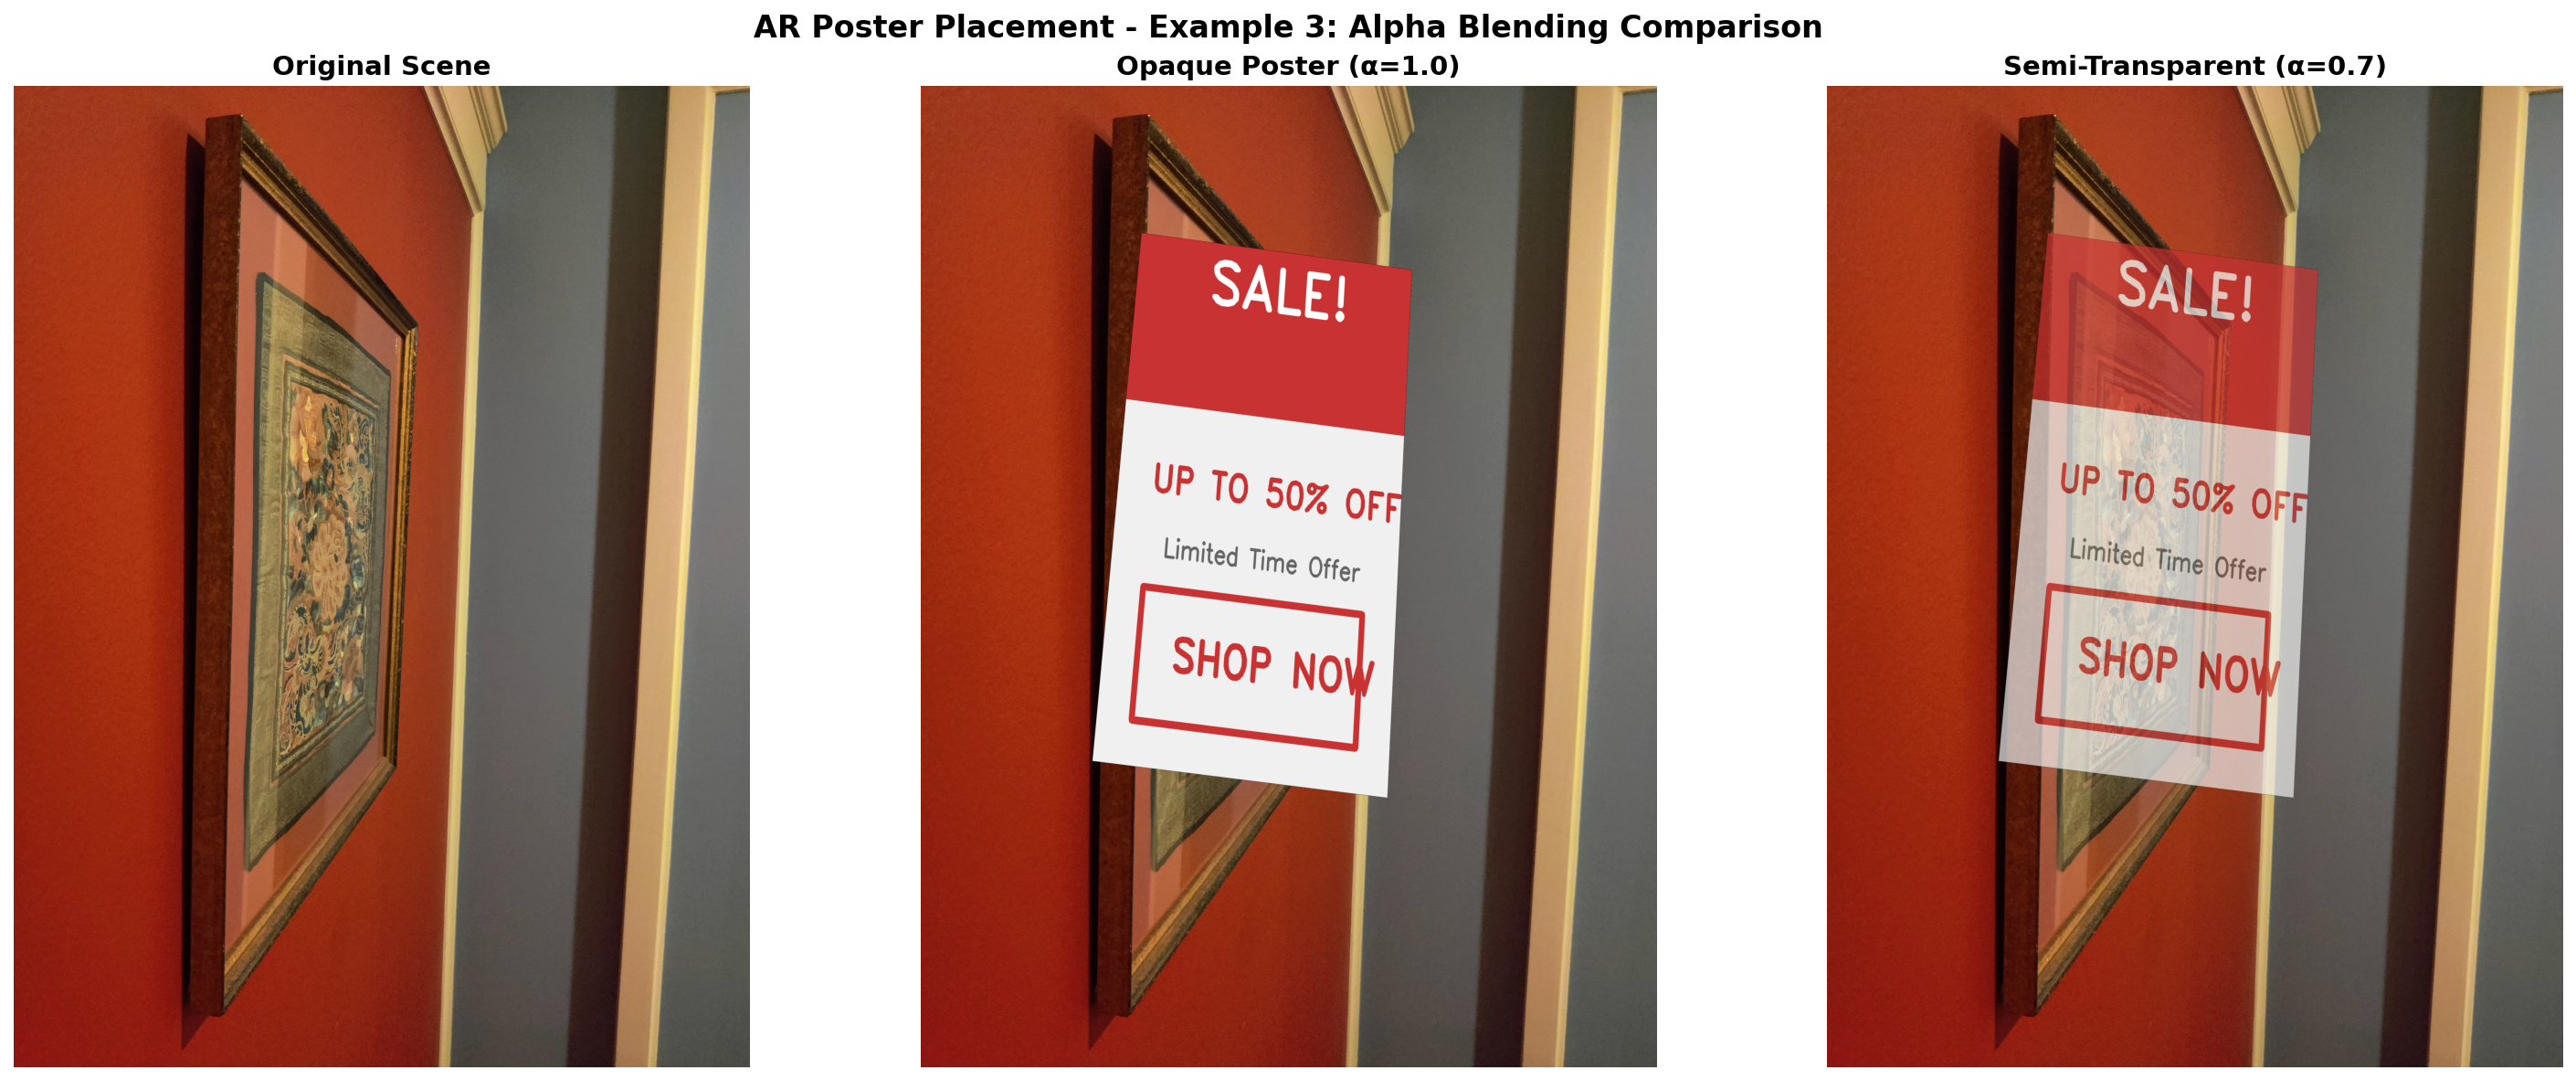 AR Poster Placement - Example 3: Alpha Blending Comparison
Original Scene
Opaque Poster (α=1.0)
Semi-Transparent (α=0.7)
SALE!
UP TO 50% OFF
Limited Time Offer
SHOP NOW
SALE!
UP TO 50% OFF
Limited Time Offer
SHOP NOW